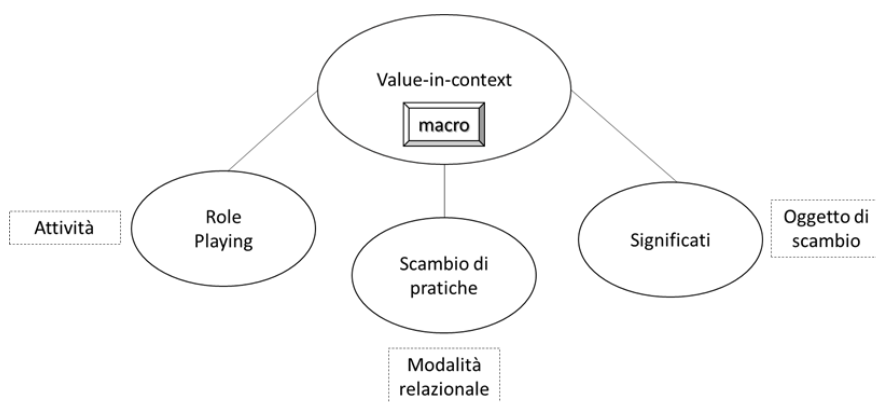 Value-in-context
macro
Attività
Role
Playing
Scambio di
pratiche
Significati
Oggetto di
scambio
Modalità
relazionale